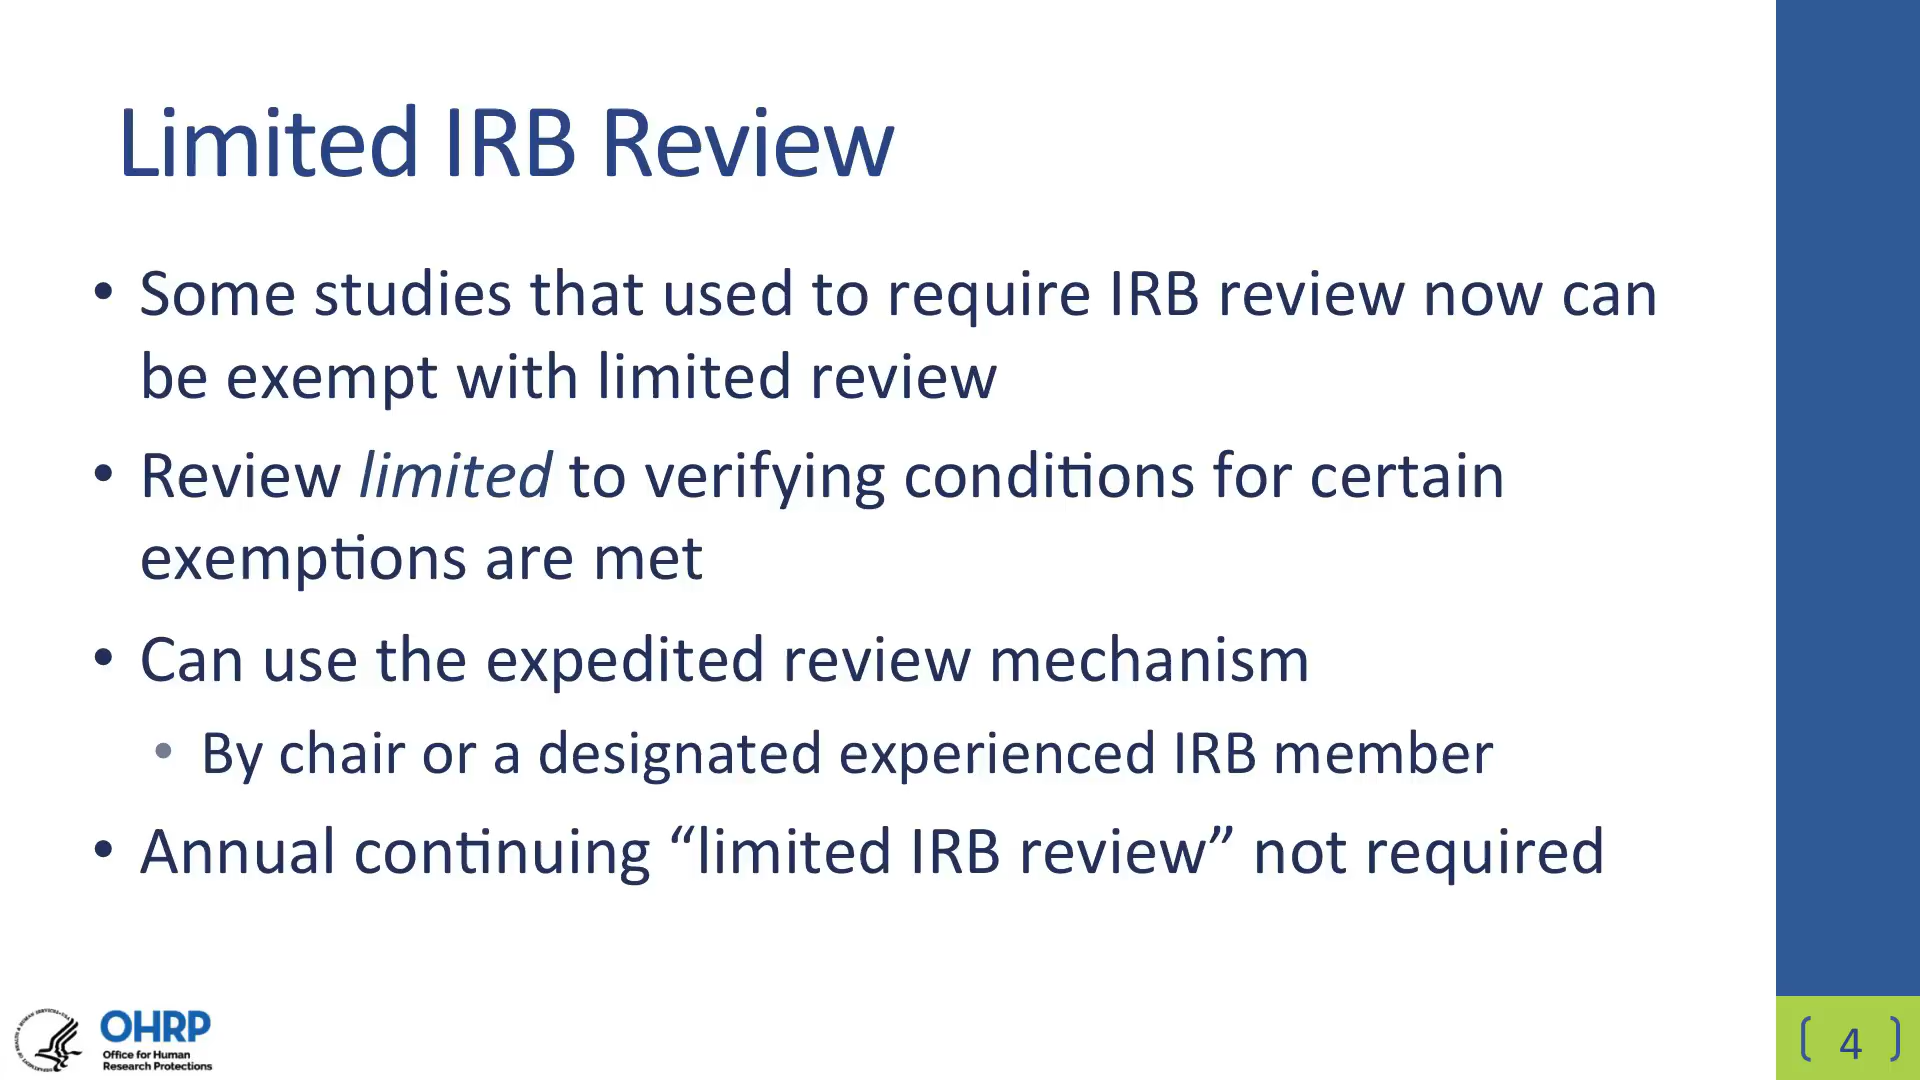 Limited IRB Review
• Some studies that used to require IRB review now can
be exempt with limited review
• Review limited to verifying conditions for certain
exemptions are met
• Can use the expedited review mechanism
• By chair or a designated experienced IRB member
• Annual continuing “limited IRB review” not required
OHRP
Office for Human
Research Protections
4